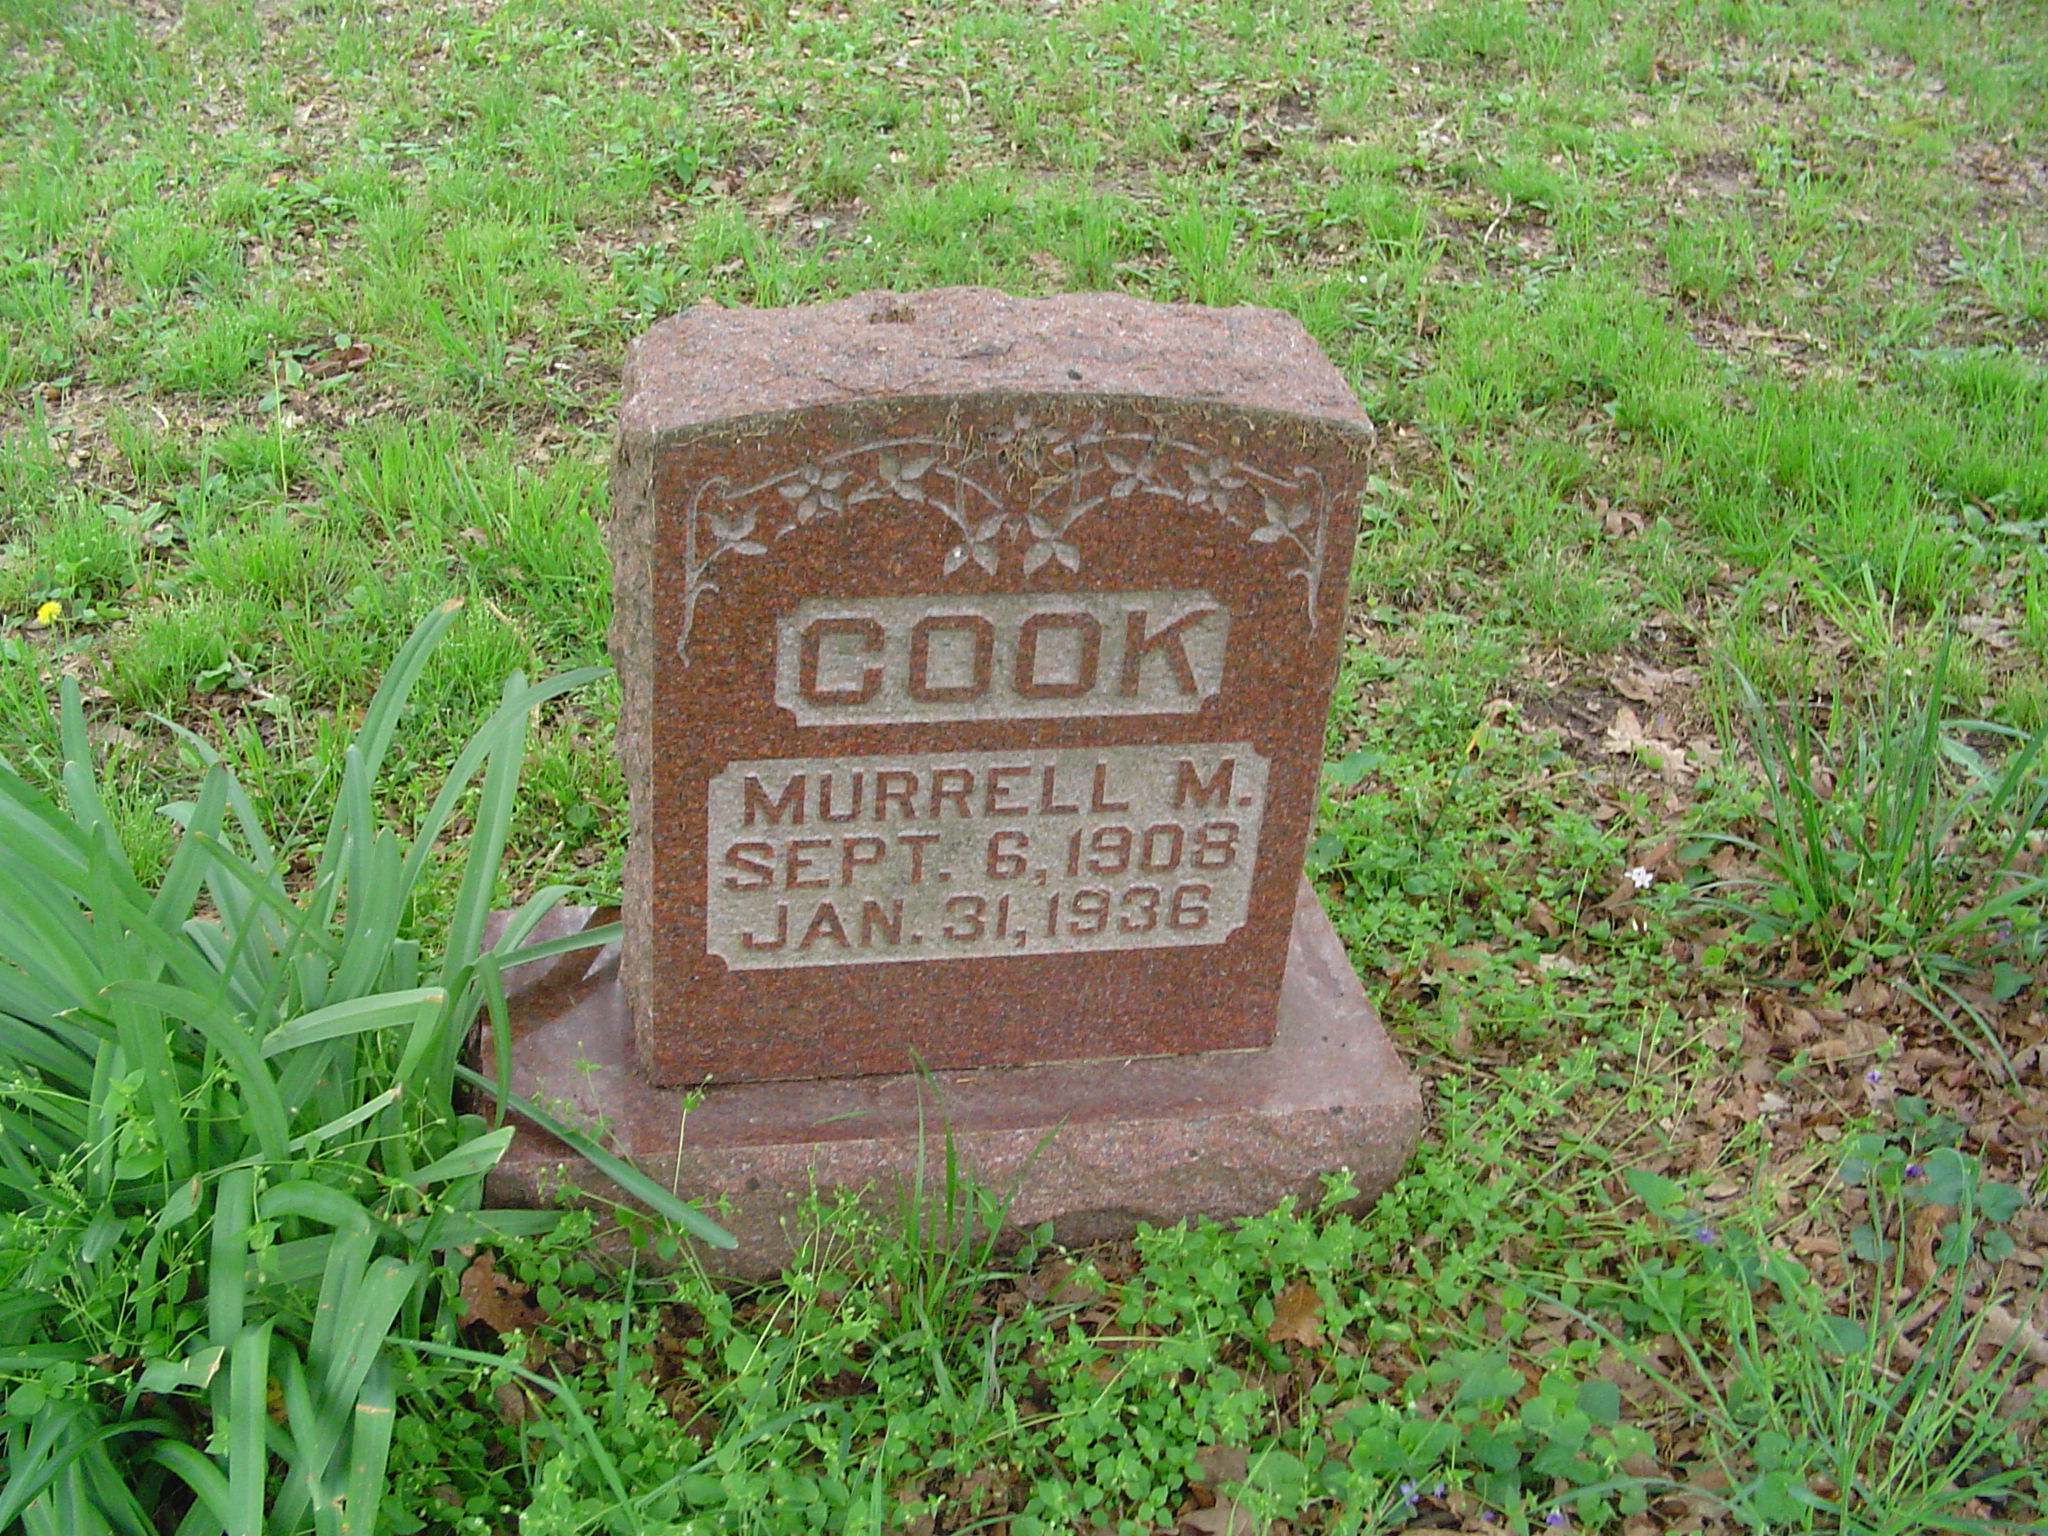 COOK
MURRELL M.
SEPT. 6, 1908
JAN. 31, 1936